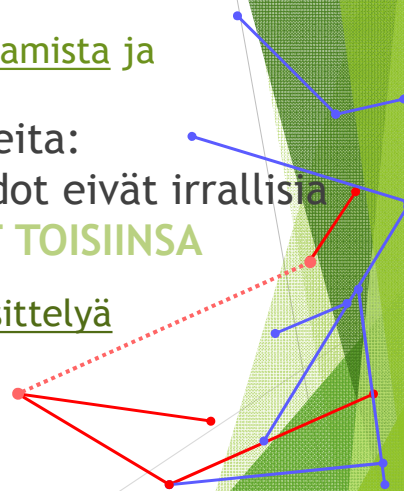 amista ja
eita:
dot eivät irrallisia
T TOISIINSA
sittelyä